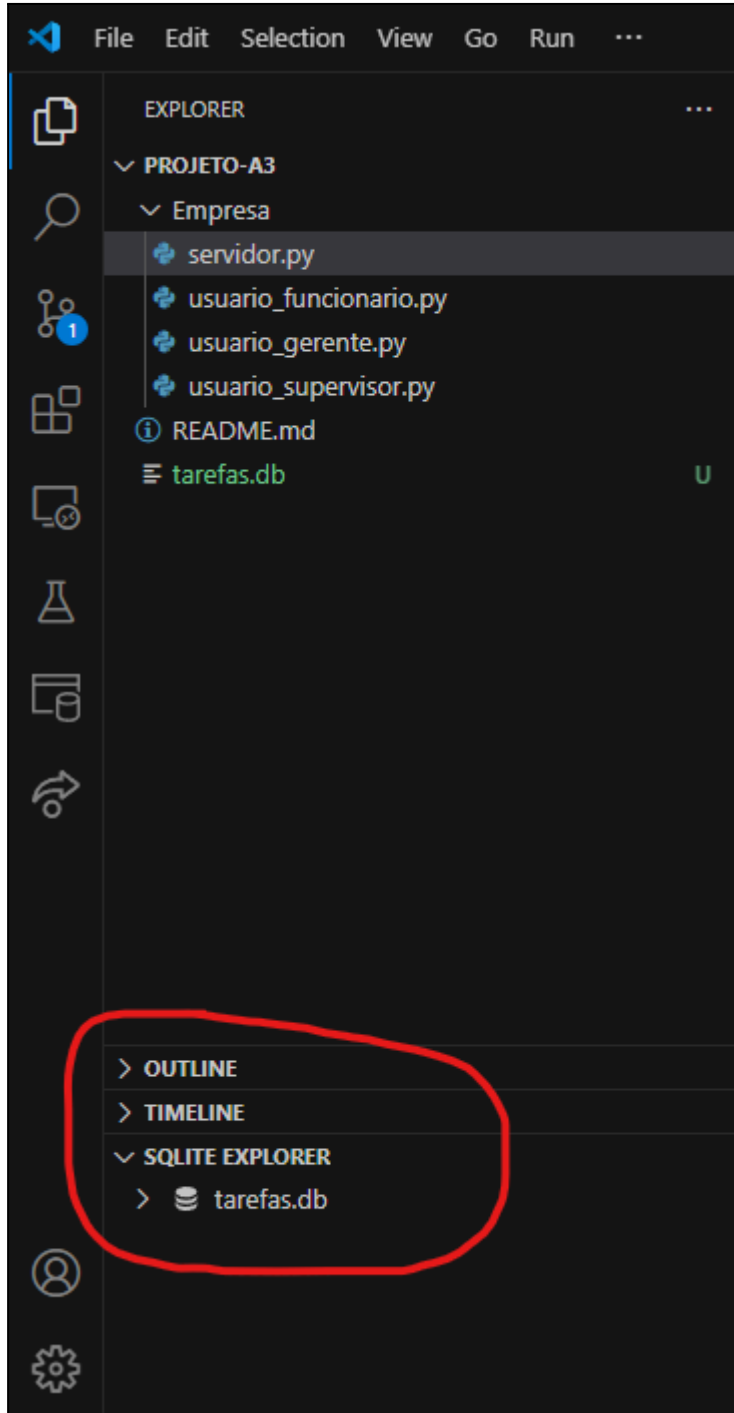 File Edit Selection View Go Run ...
EXPLORER ...
PROJETO-A3
Empresa
servidor.py
usuario_funcionario.py
1
usuario_gerente.py
usuario_supervisor.py
README.md
tarefas.db U
OUTLINE
TIMELINE
SQLITE EXPLORER
tarefas.db